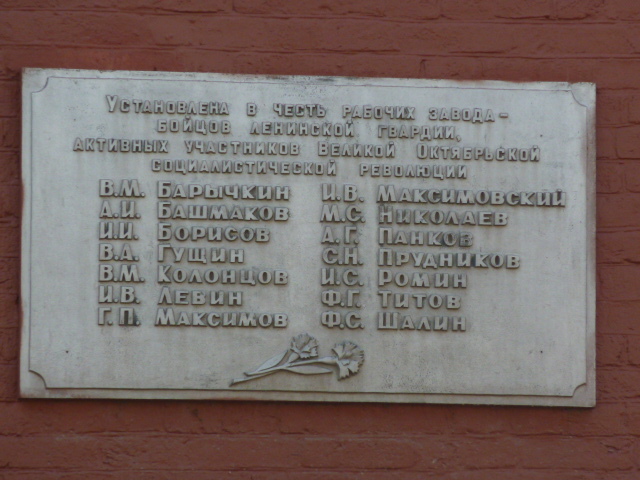 Установлена в честь рабочих завода-
бойцов ленинской гвардии,
активных участников Великой Октябрьской
социалистической революции
В.М. Барычкин
А.И. Башмаков
И.И. Борисов
В.А. Гущин
В.М. Колонцов
И.В. Левин
Г.П. Максимов
И.В. Максимовский
М.С. Николаев
А.Г. Панков
С.Н. Прудников
И.С. Ромин
Ф.Г. Титов
Ф.С. Шалин